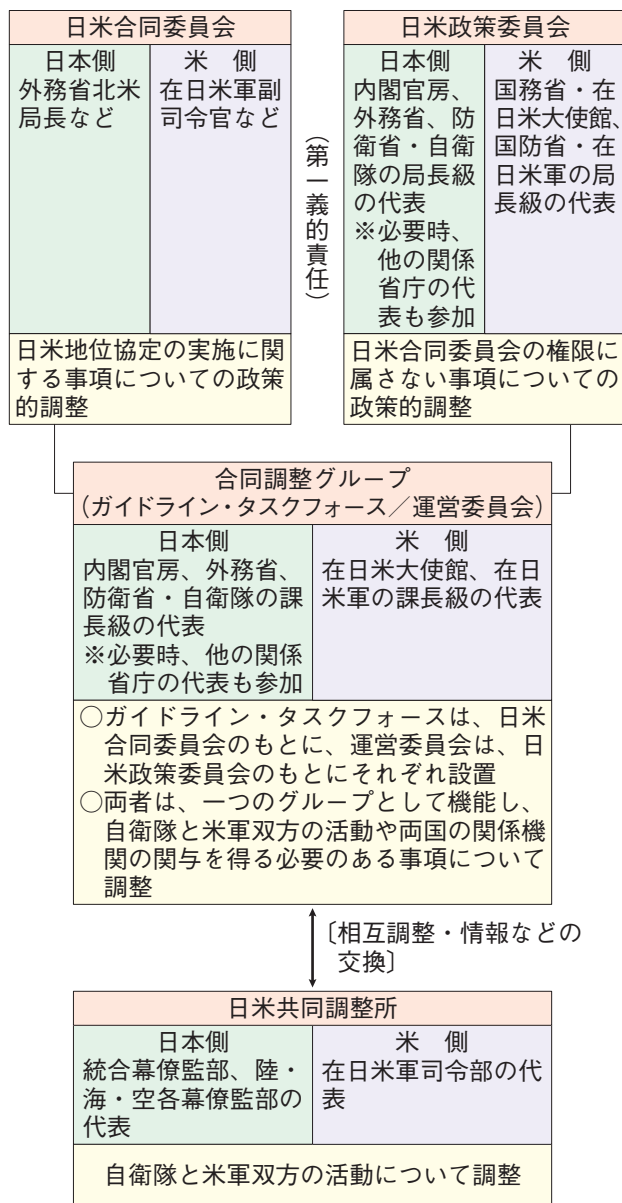 日米合同委員会
日本側
外務省北米
局長など
米　側
在日米軍副
司令官など
日米地位協定の実施に関
する事項についての政策
的調整
（第一義的責任）
日米政策委員会
日本側
内閣官房、
外務省、防
衛省・自衛
隊の局長級
の代表
※必要時、
他の関係
省庁の代
表も参加
米　側
国務省・在
日米大使館、
国防省・在
日米軍の局
長級の代表
日米合同委員会の権限に
属さない事項についての
政策的調整
合同調整グループ
（ガイドライン・タスクフォース／運営委員会）
日本側
内閣官房、外務省、
防衛省・自衛隊の課
長級の代表
※必要時、他の関係
省庁の代表も参加
米　側
在日米大使館、在日
米軍の課長級の代表
○ガイドライン・タスクフォースは、日米
合同委員会のもとに、運営委員会は、日
米政策委員会のもとにそれぞれ設置
○両者は、一つのグループとして機能し、
自衛隊と米軍双方の活動や両国の関係機
関の関与を得る必要のある事項について
調整
〔相互調整・情報などの
交換〕
日米共同調整所
日本側
統合幕僚監部、陸・
海・空各幕僚監部の
代表
米　側
在日米軍司令部の代
表
自衛隊と米軍双方の活動について調整